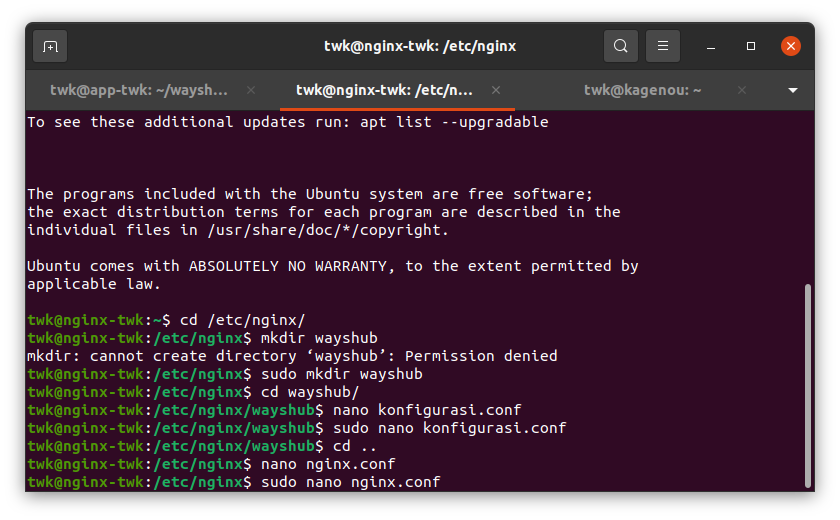 twk@nginx-twk: /etc/nginx
twk@app-twk: ~/waysh...
twk@nginx-twk: /etc/n...
twk@kagenou: ~
To see these additional updates run: apt list --upgradable
The programs included with the Ubuntu system are free software;
the exact distribution terms for each program are described in the
individual files in /usr/share/doc/*/copyright.
Ubuntu comes with ABSOLUTELY NO WARRANTY, to the extent permitted by
applicable law.
twk@nginx-twk:~$ cd /etc/nginx/
twk@nginx-twk:/etc/nginx$ mkdir wayshub
mkdir: cannot create directory ‘wayshub’: Permission denied
twk@nginx-twk:/etc/nginx$ sudo mkdir wayshub
twk@nginx-twk:/etc/nginx$ cd wayshub/
twk@nginx-twk:/etc/nginx/wayshub$ nano konfigurasi.conf
twk@nginx-twk:/etc/nginx/wayshub$ sudo nano konfigurasi.conf
twk@nginx-twk:/etc/nginx/wayshub$ cd ..
twk@nginx-twk:/etc/nginx$ nano nginx.conf
twk@nginx-twk:/etc/nginx$ sudo nano nginx.conf